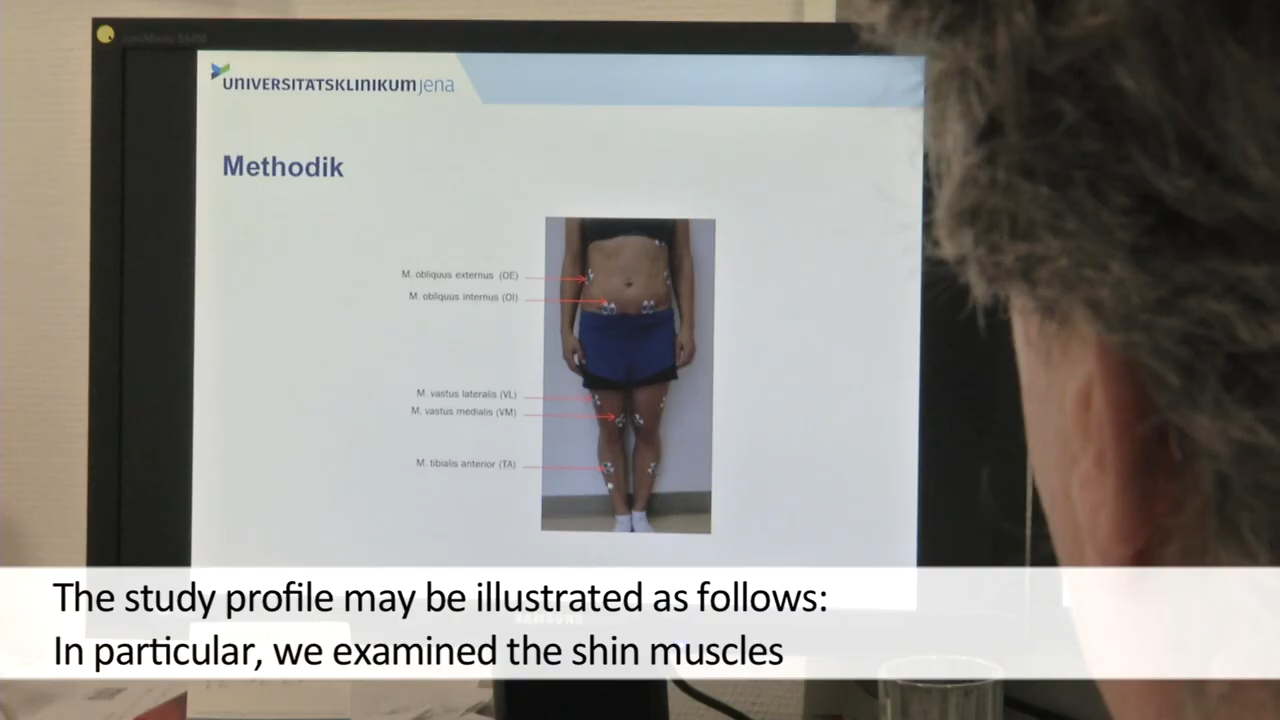 UNIVERSITÄTSKLINIKUM jena
Methodik
M. obliquus externus (OE)
M. obliquus internus (OI)
M. vastus lateralis (VL)
M. vastus medialis (VM)
M. tibialis anterior (TA)
SAMSUNG
The study profile may be illustrated as follows:
In particular, we examined the shin muscles